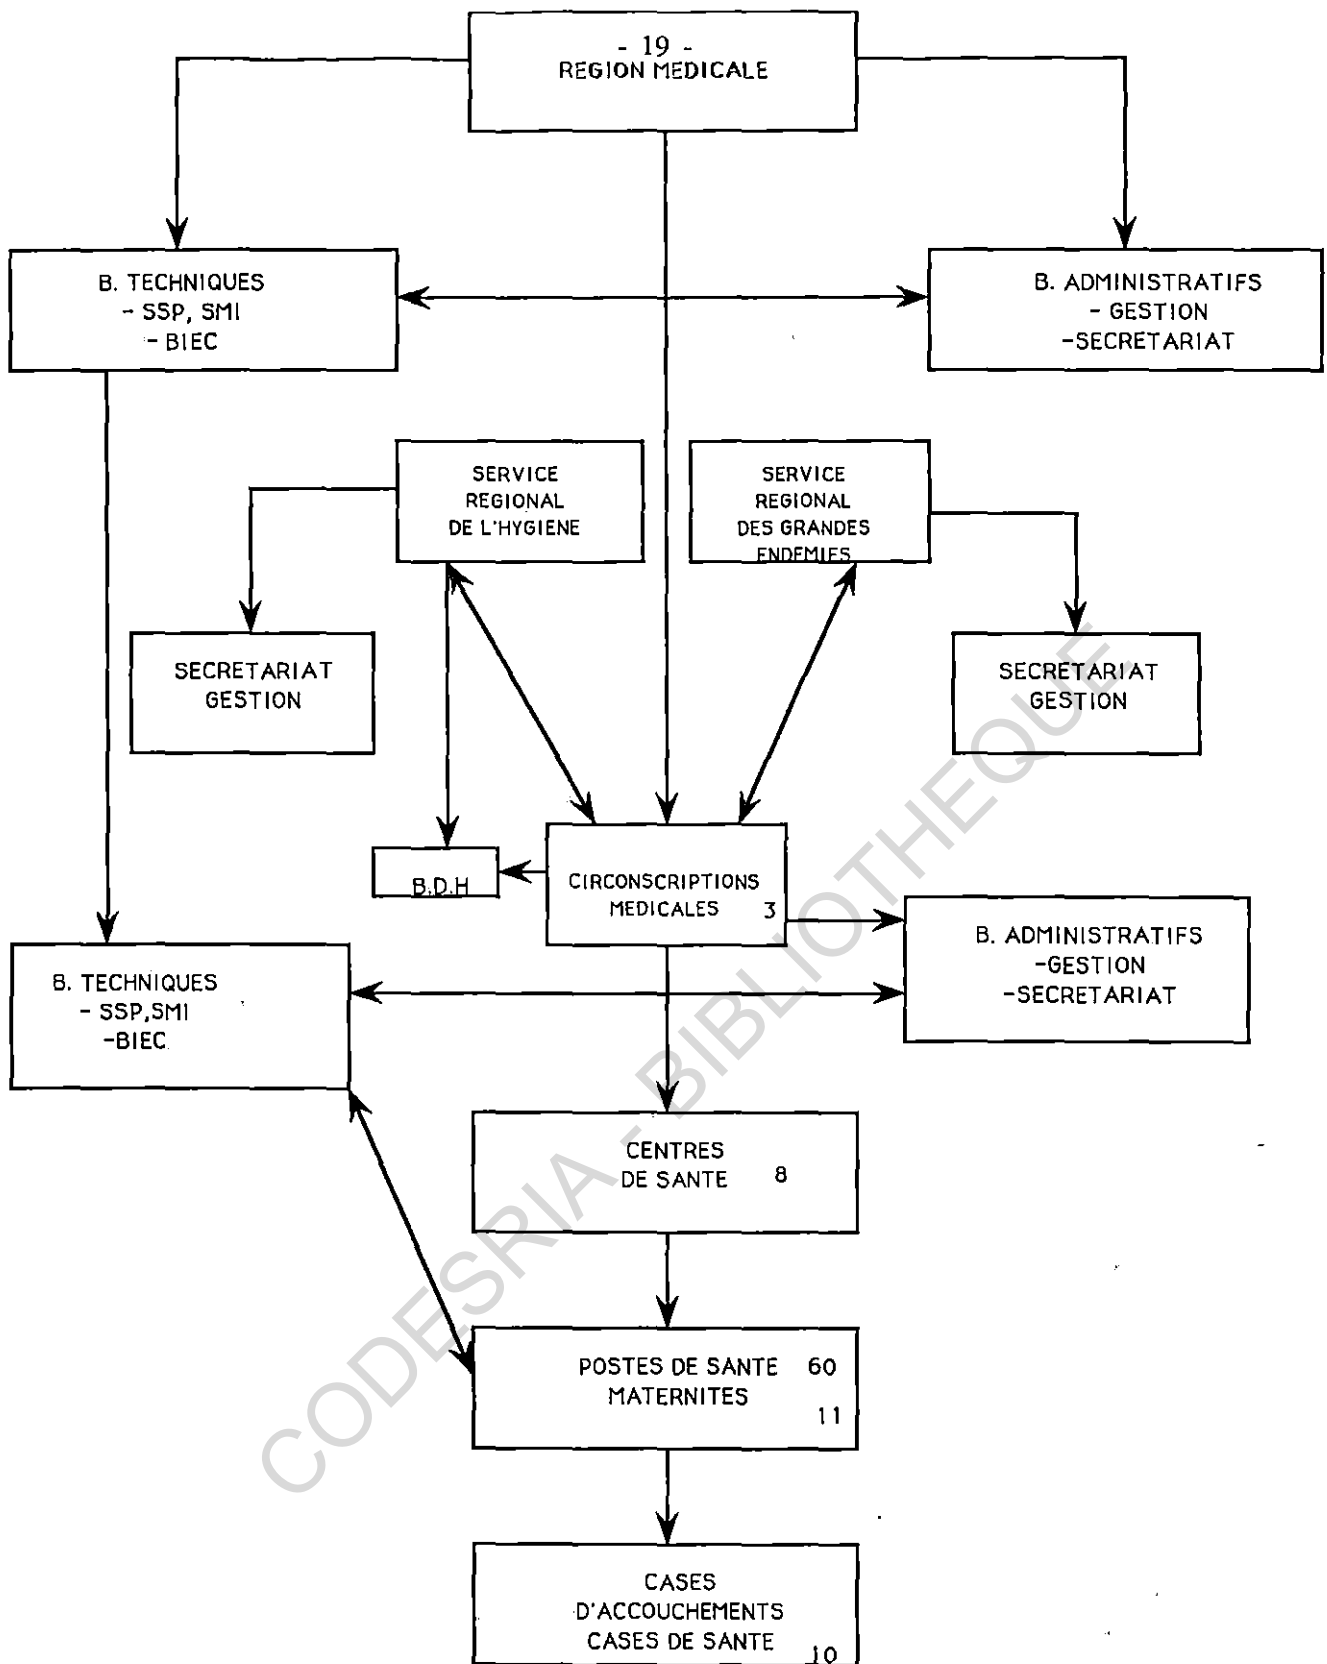 - 19 -
REGION MEDICALE
B. TECHNIQUES
- SSP, SMI
- BIEC
B. ADMINISTRATIFS
- GESTION
-SECRETARIAT
SERVICE
REGIONAL
DE L'HYGIENE
SERVICE
REGIONAL
DES GRANDES
ENDEMIES
SECRETARIAT
GESTION
SECRETARIAT
GESTION
B.D.H
CIRCONSCRIPTIONS
MEDICALES 3
B. ADMINISTRATIFS
-GESTION
-SECRETARIAT
B. TECHNIQUES
- SSP,SMI
-BIEC
CENTRES
DE SANTE 8
POSTES DE SANTE 60
MATERNITES
11
CASES
D'ACCOUCHEMENTS
CASES DE SANTE
10
CODESRIA - BIBLIOTHEQUE